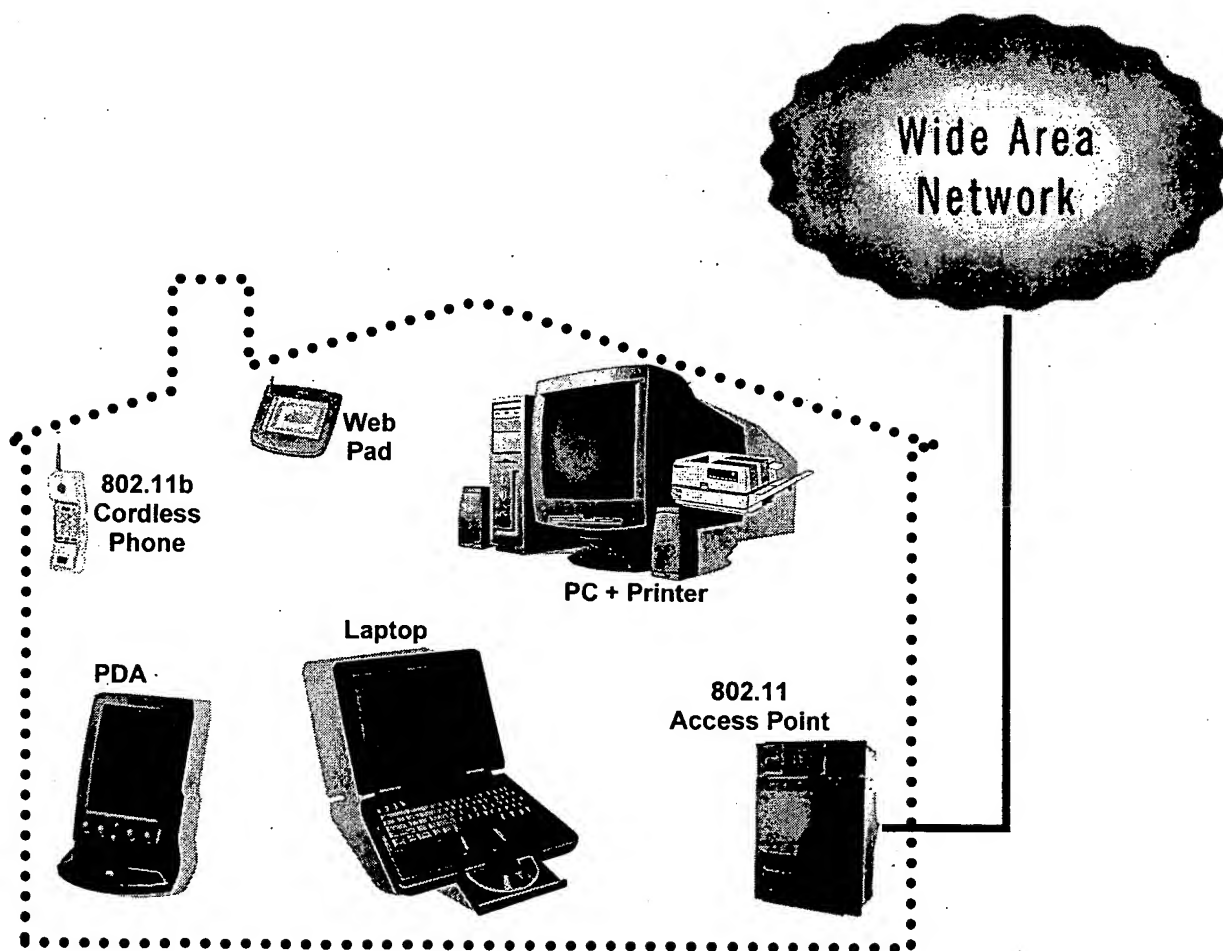 Wide Area
Network
Web
Pad
802.11b
Cordless
Phone
PC + Printer
Laptop
PDA
802.11
Access Point